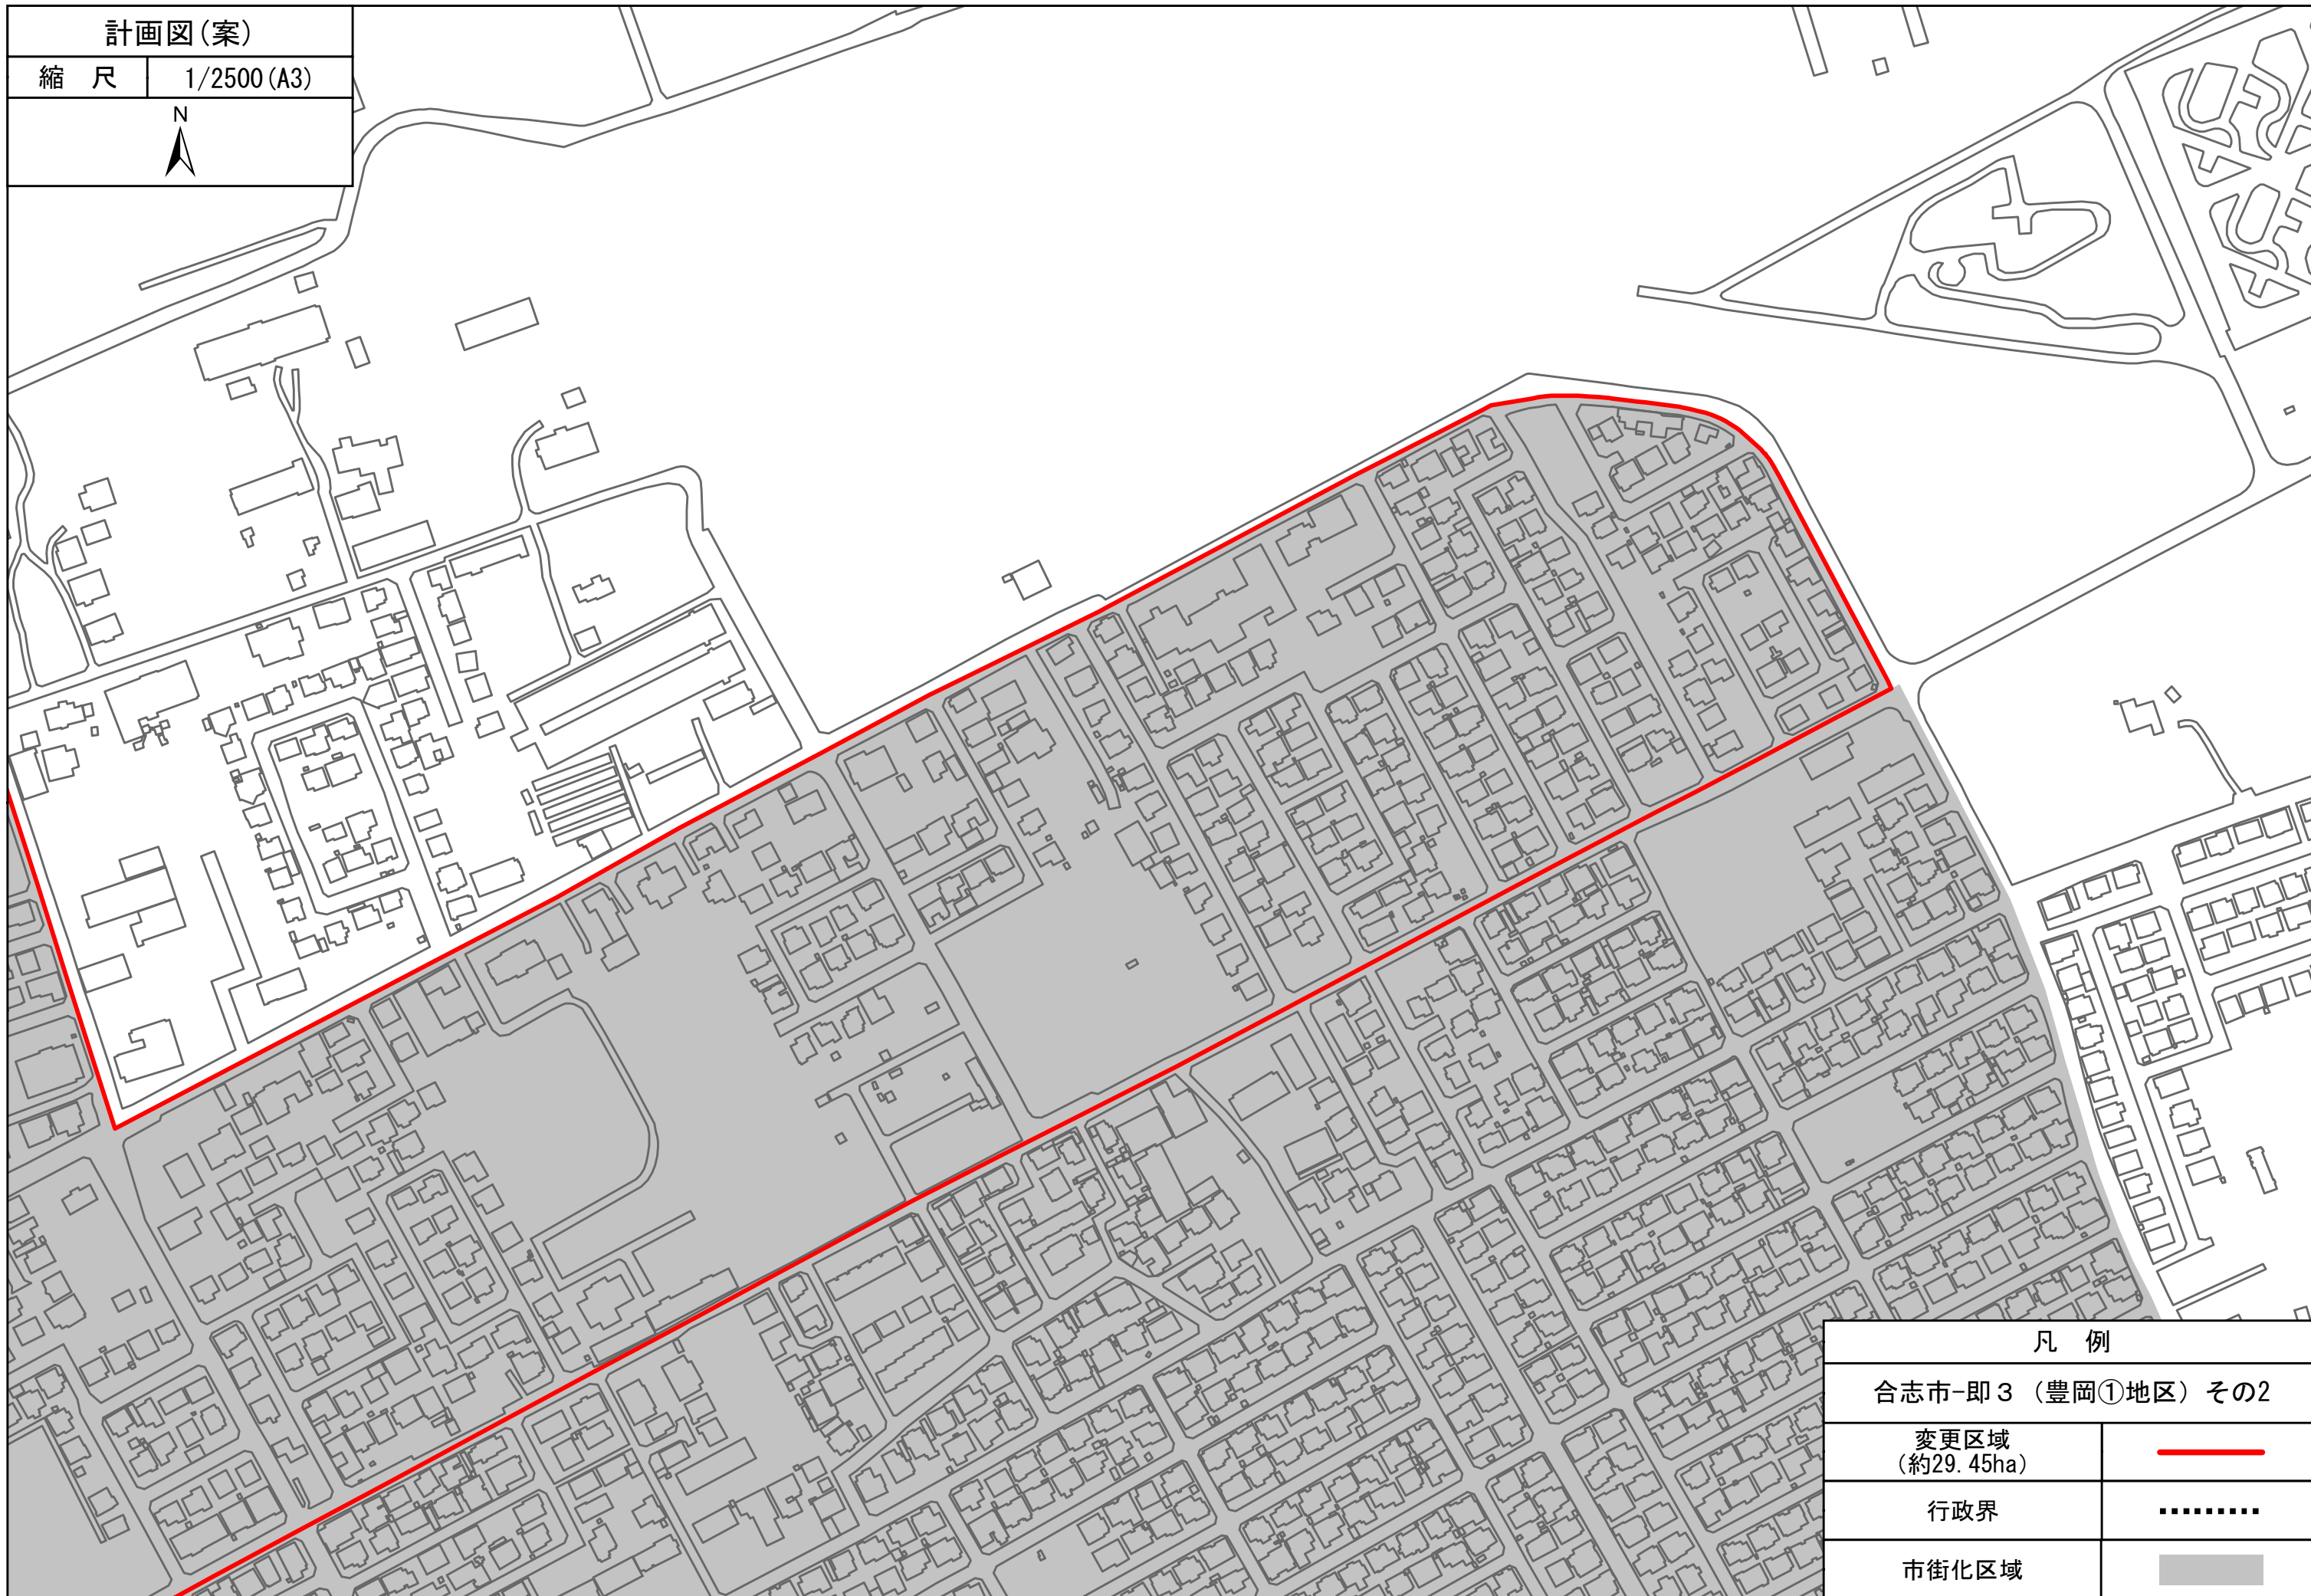 計画図(案)
縮 尺 1/2500(A3)
N
凡 例
合志市-即3 (豊岡①地区) その2
変更区域
(約29.45ha)
行政界
市街化区域